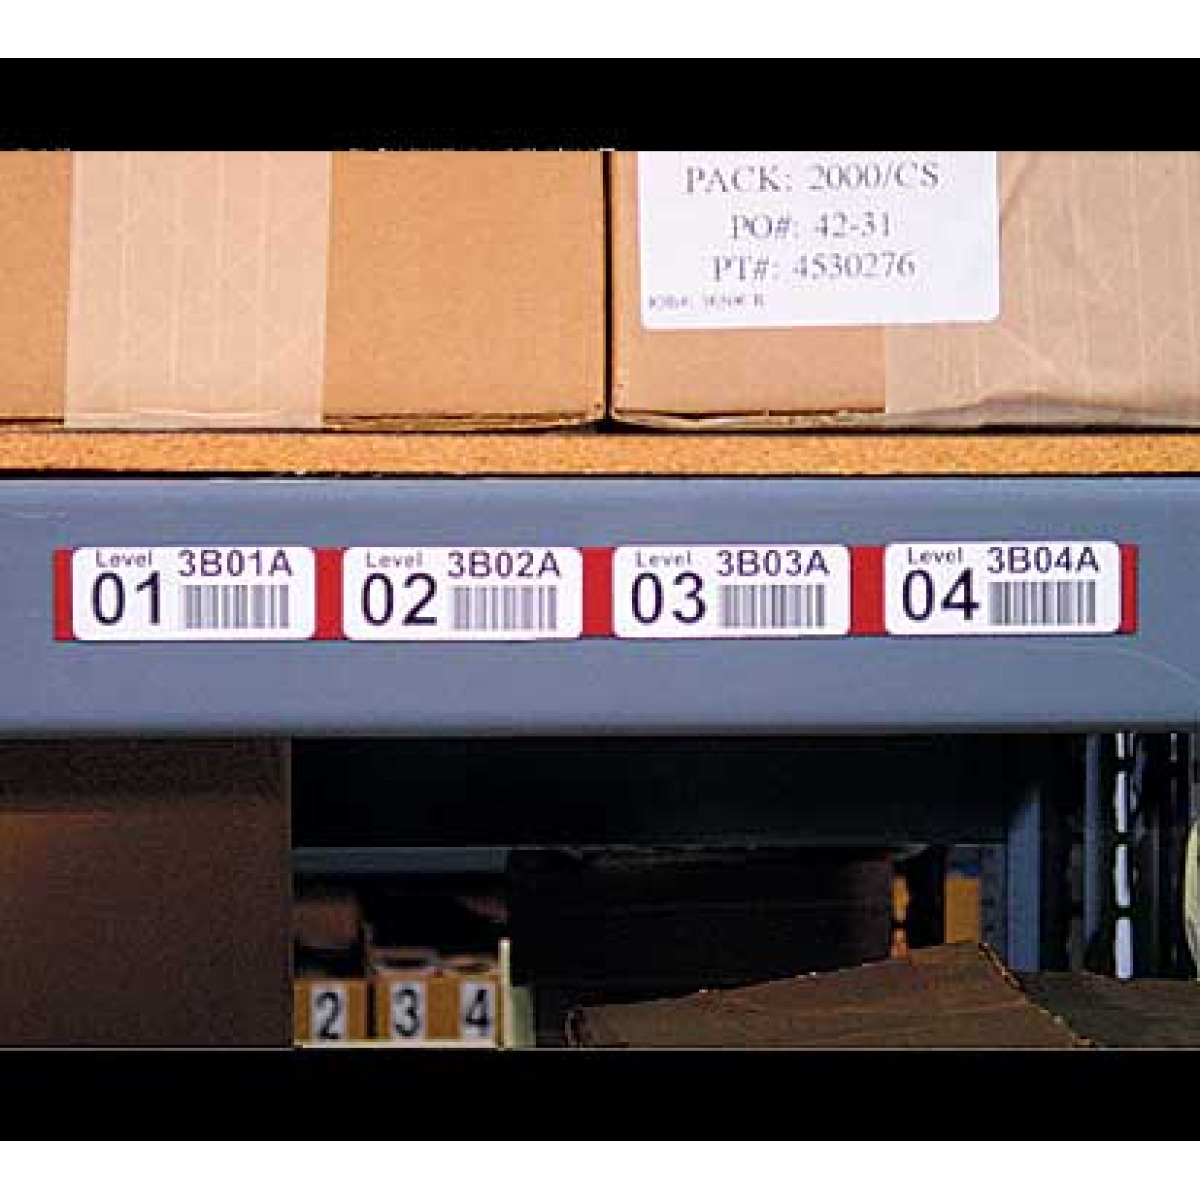 PACK: 2000/CS
PO#: 42-31
PT#: 4530276
Level 01 3B01A
Level 02 3B02A
Level 03 3B03A
Level 04 3B04A
2 3 4